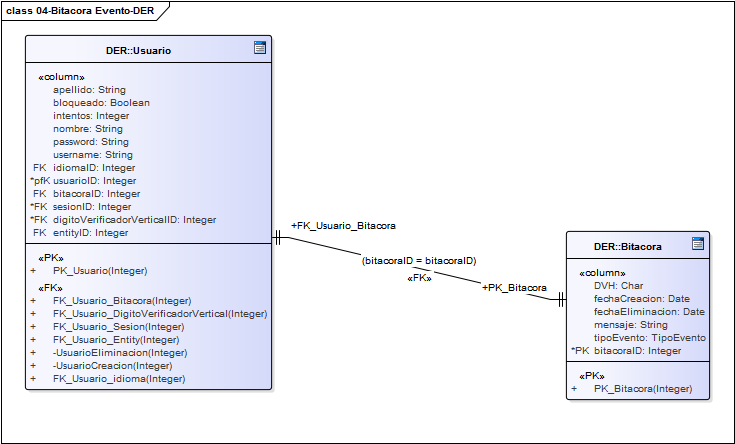 class 04-Bitacora Evento-DER
DER::Usuario
«column»
apellido: String
bloqueado: Boolean
intentos: Integer
nombre: String
password: String
username: String
FK idiomaID: Integer
*pfK usuarioID: Integer
FK bitacoraID: Integer
*FK sesionID: Integer
*FK digitoVerificadorVerticalID: Integer
FK entityID: Integer
«PK»
+ PK_Usuario(Integer)
«FK»
+ FK_Usuario_Bitacora(Integer)
+ FK_Usuario_DigitoVerificadorVertical(Integer)
+ FK_Usuario_Sesion(Integer)
+ FK_Usuario_Entity(Integer)
+ -UsuarioEliminacion(Integer)
+ -UsuarioCreacion(Integer)
+ FK_Usuario_idioma(Integer)
+FK_Usuario_Bitacora
(bitacoraID = bitacoraID)
«FK»
+PK_Bitacora
DER::Bitacora
«column»
DVH: Char
fechaCreacion: Date
fechaEliminacion: Date
mensaje: String
tipoEvento: TipoEvento
*PK bitacoraID: Integer
«PK»
+ PK_Bitacora(Integer)